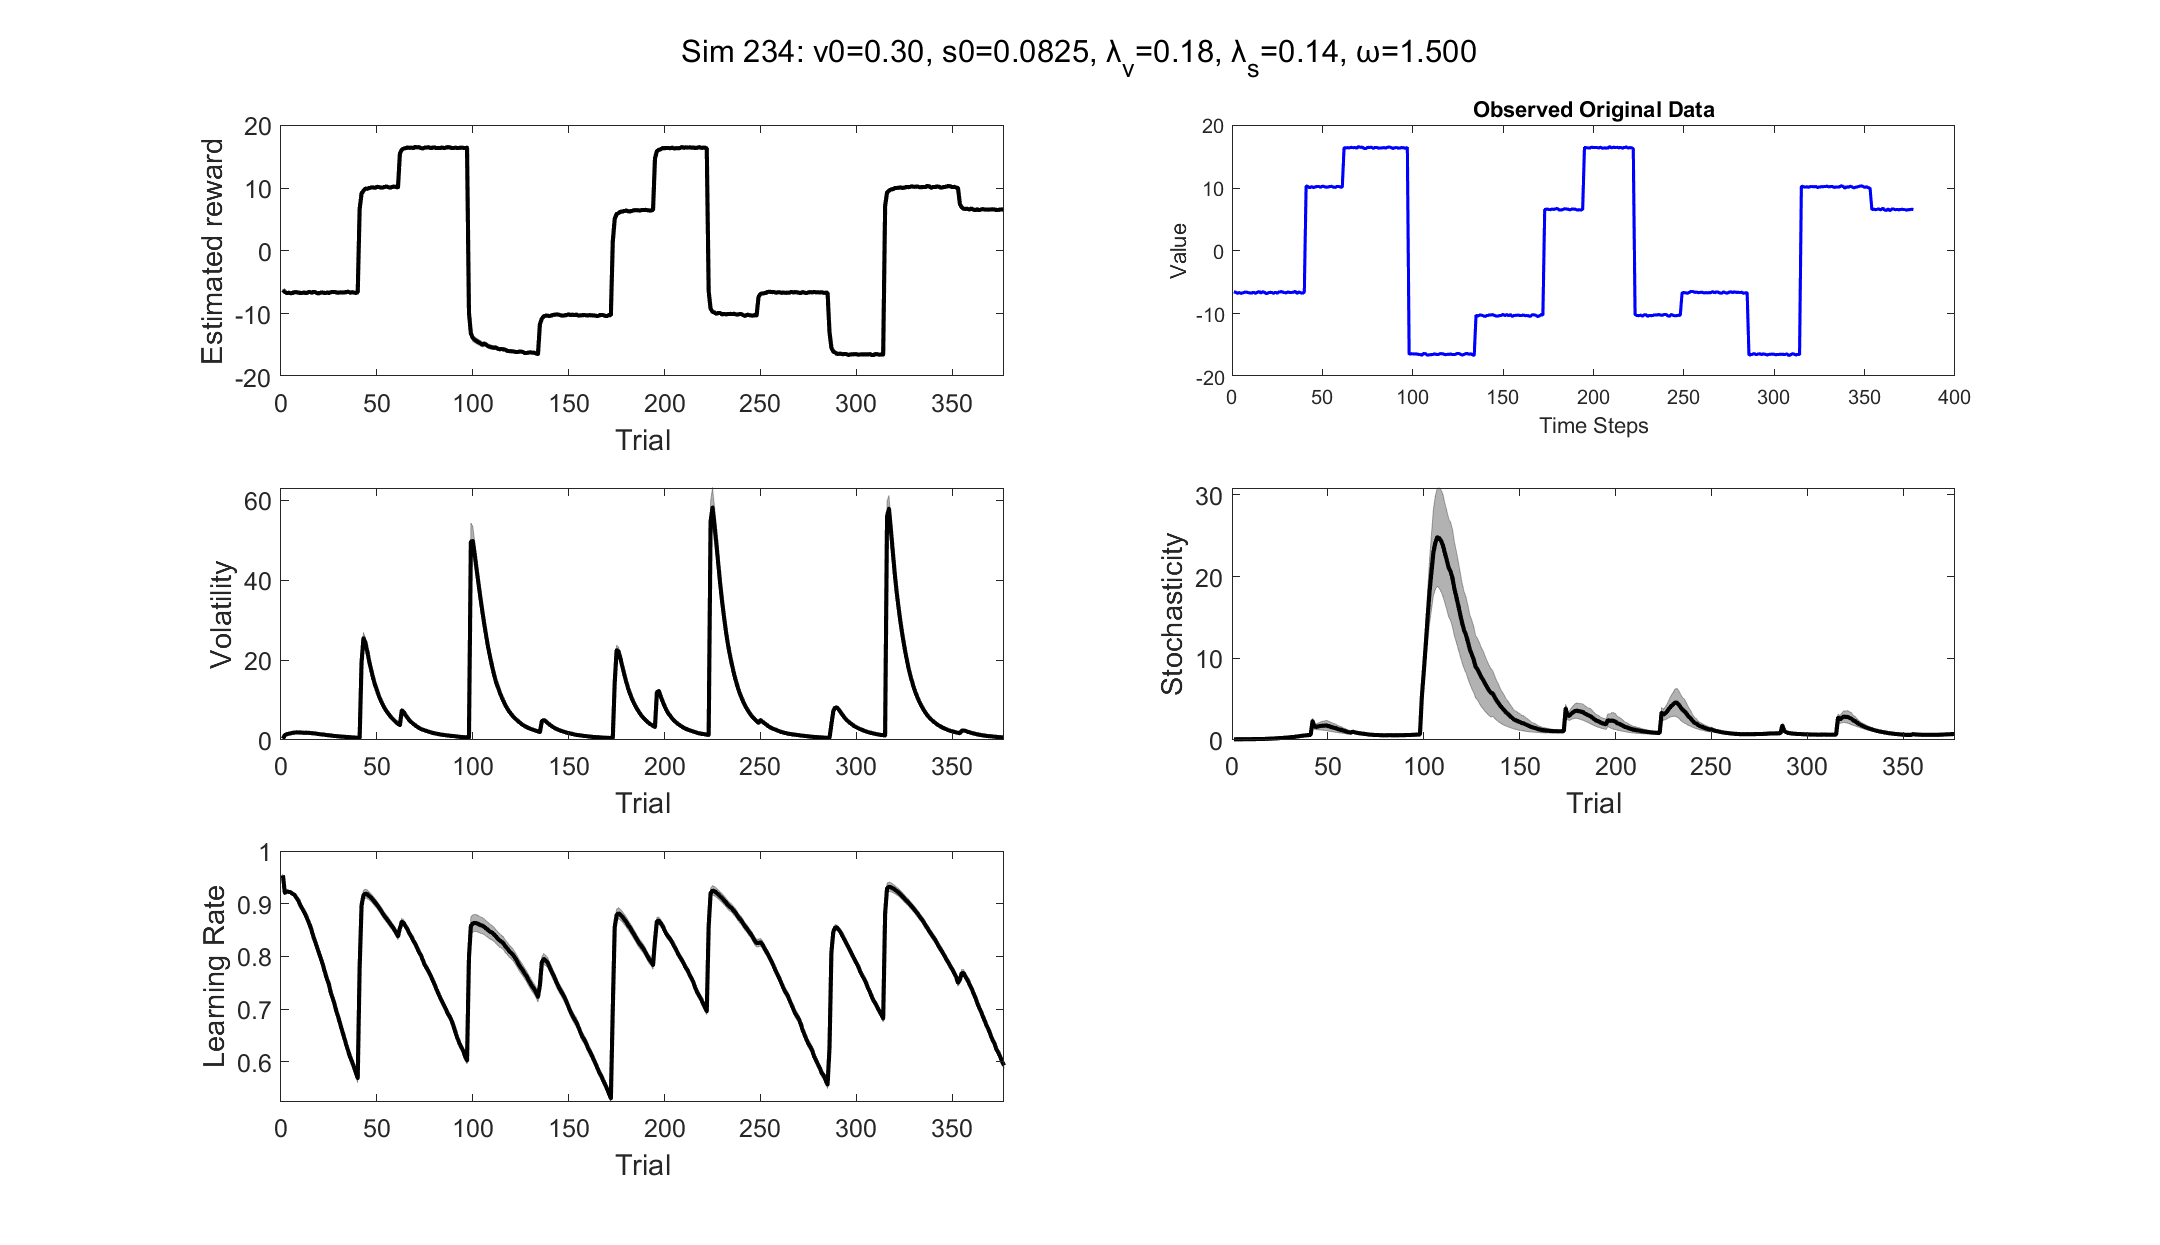 Sim 234: v0=0.30, s0=0.0825, λv=0.18, λs=0.14, ω=1.500
Estimated reward
20
10
0
-10
-20
0 50 100 150 200 250 300 350
Trial
Observed Original Data
Value
20
10
0
-10
-20
0 50 100 150 200 250 300 350 400
Time Steps
Volatility
60
40
20
0
0 50 100 150 200 250 300 350
Trial
Stochasticity
30
20
10
0
0 50 100 150 200 250 300 350
Trial
Learning Rate
1
0.9
0.8
0.7
0.6
0 50 100 150 200 250 300 350
Trial